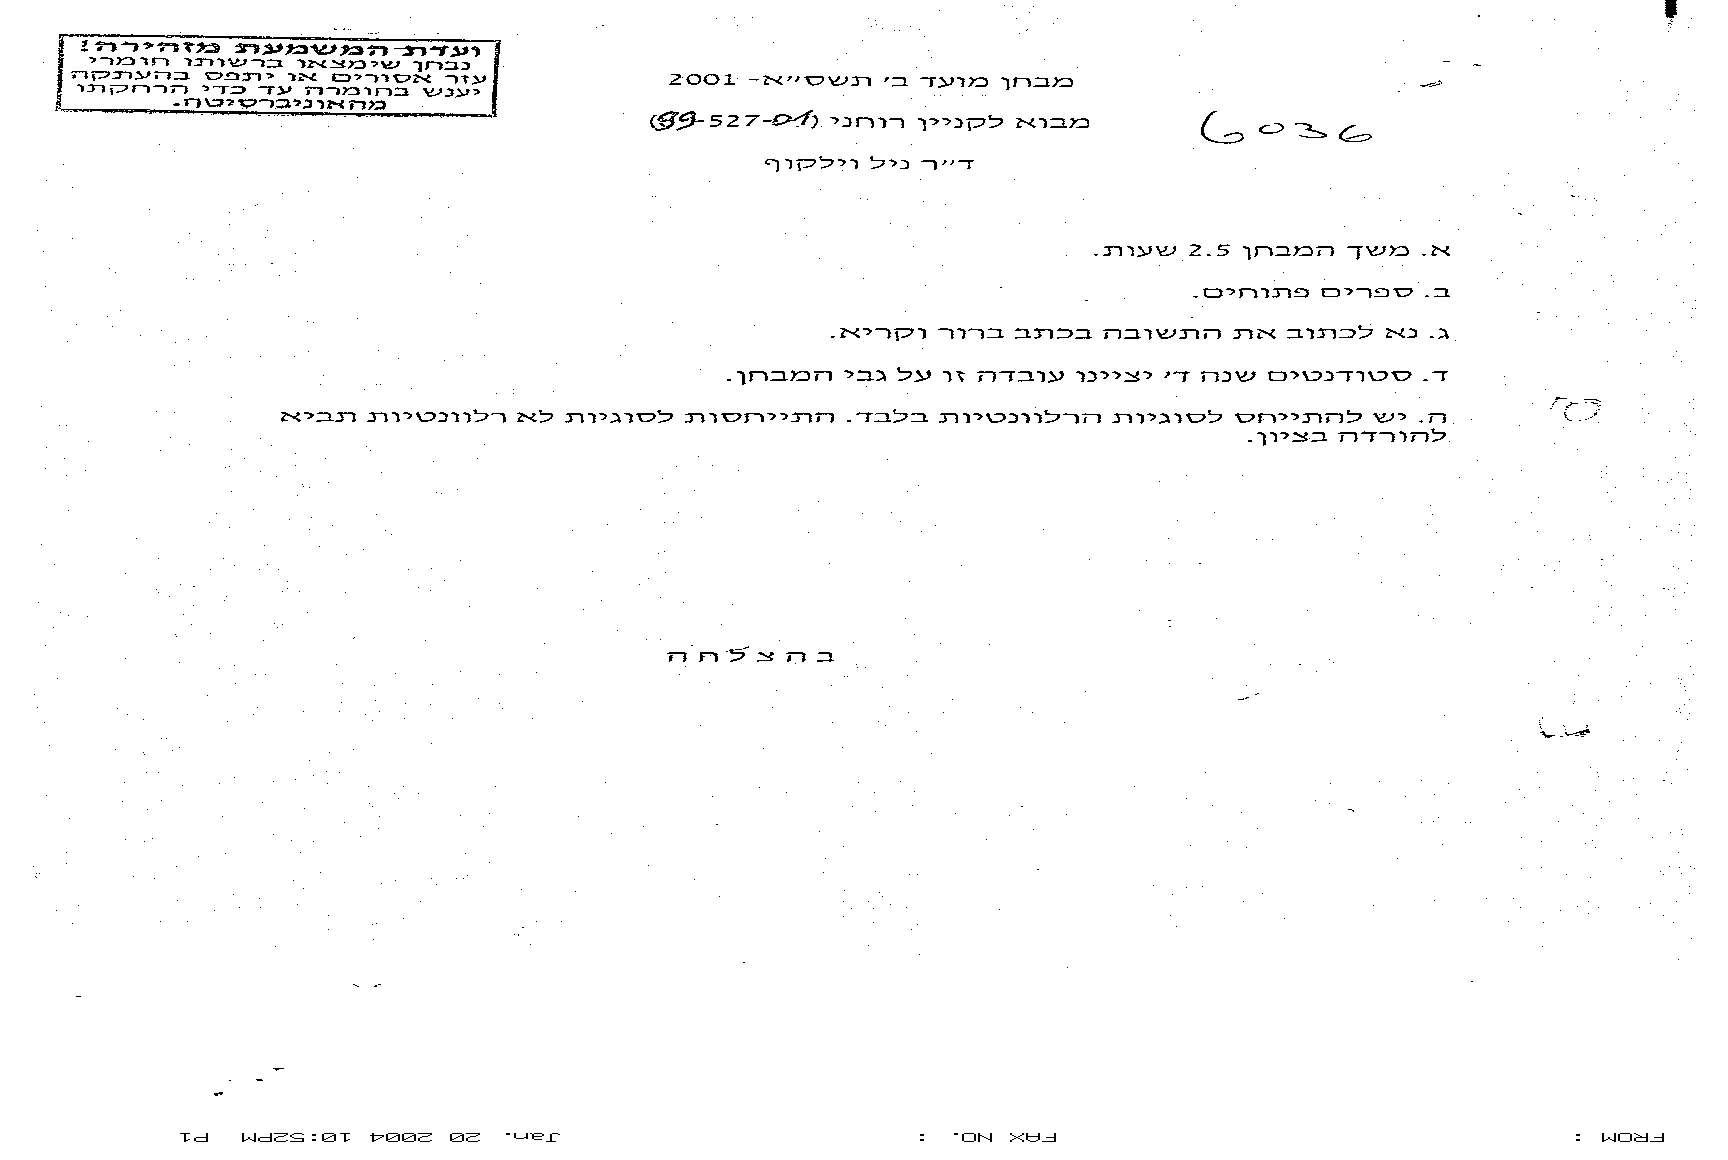 ועדת המשמעת מזהירה!
נבחן שימצאו ברשותו חומרי
עזר אסורים או יתפס בהעתקה
יענש בחומרה עד כדי הרחקתו
מהאוניברסיטה.
מבחן מועד ב' תשס"א- 2001
מבוא לקניין רוחני (99-527-01)
ד"ר ניל וילקוף
6036
א. משך המבחן 2.5 שעות.
ב. ספרים פתוחים.
ג. נא לכתוב את התשובה בכתב ברור וקריא.
ד. סטודנטים שנה ד' יציינו עובדה זו על גבי המבחן.
ה. יש להתייחס לסוגיות הרלוונטיות בלבד. התייחסות לסוגיות לא רלוונטיות תביא
להורדה בציון.
בהצלחה
FROM : FAX NO. : Jan. 20 2004 10:52PM P1